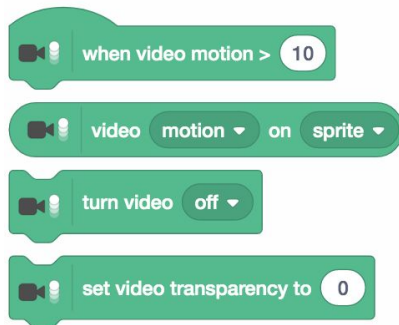 when video motion > 10
video motion on sprite
turn video off
set video transparency to 0